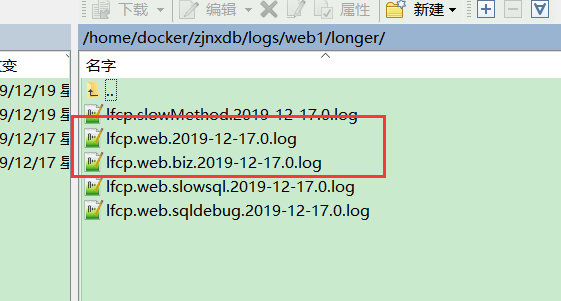 下载 编辑 属性 新建
/home/docker/zjnxdb/logs/web1/longer/
变 名字
..
9/12/19 星 lfcp.slowMethod.2019-12-17.0.log
9/12/19 星 lfcp.web.2019-12-17.0.log
9/12/17 星 lfcp.web.biz.2019-12-17.0.log
9/12/17 星 lfcp.web.slowsql.2019-12-17.0.log
lfcp.web.sqldebug.2019-12-17.0.log